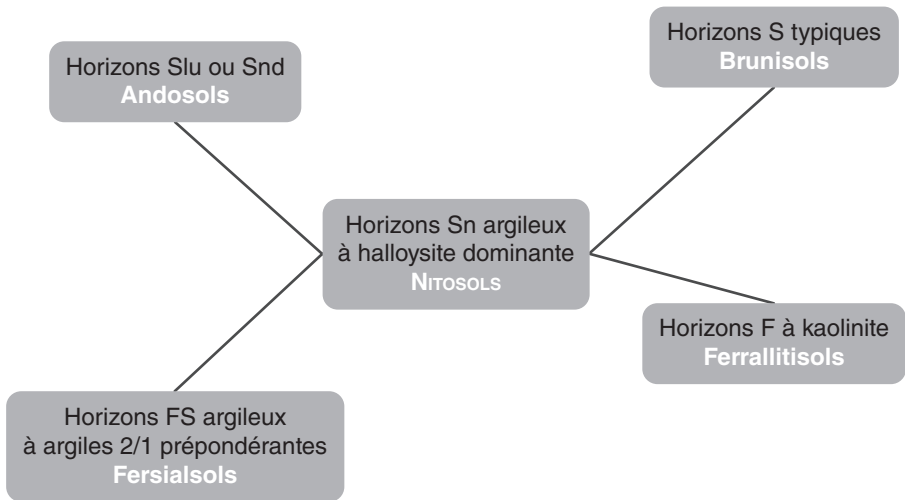 Horizons Slu ou Snd
Andosols
Horizons S typiques
Brunisols
Horizons Sn argileux
à halloysite dominante
NITOSOLS
Horizons F à kaolinite
Ferrallitisols
Horizons FS argileux
à argiles 2/1 prépondérantes
Fersialsols